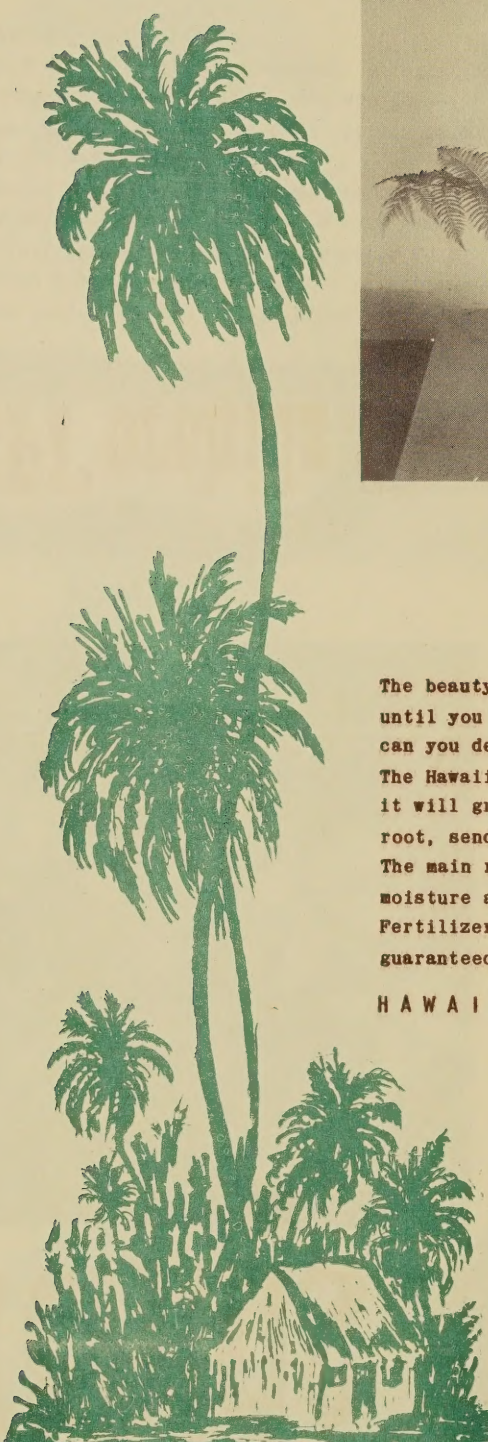 The beauty
until you
can you de
The Hawaii
it will gr
root, send
The main r
moisture a
Fertilizer
guaranteed
H A W A I